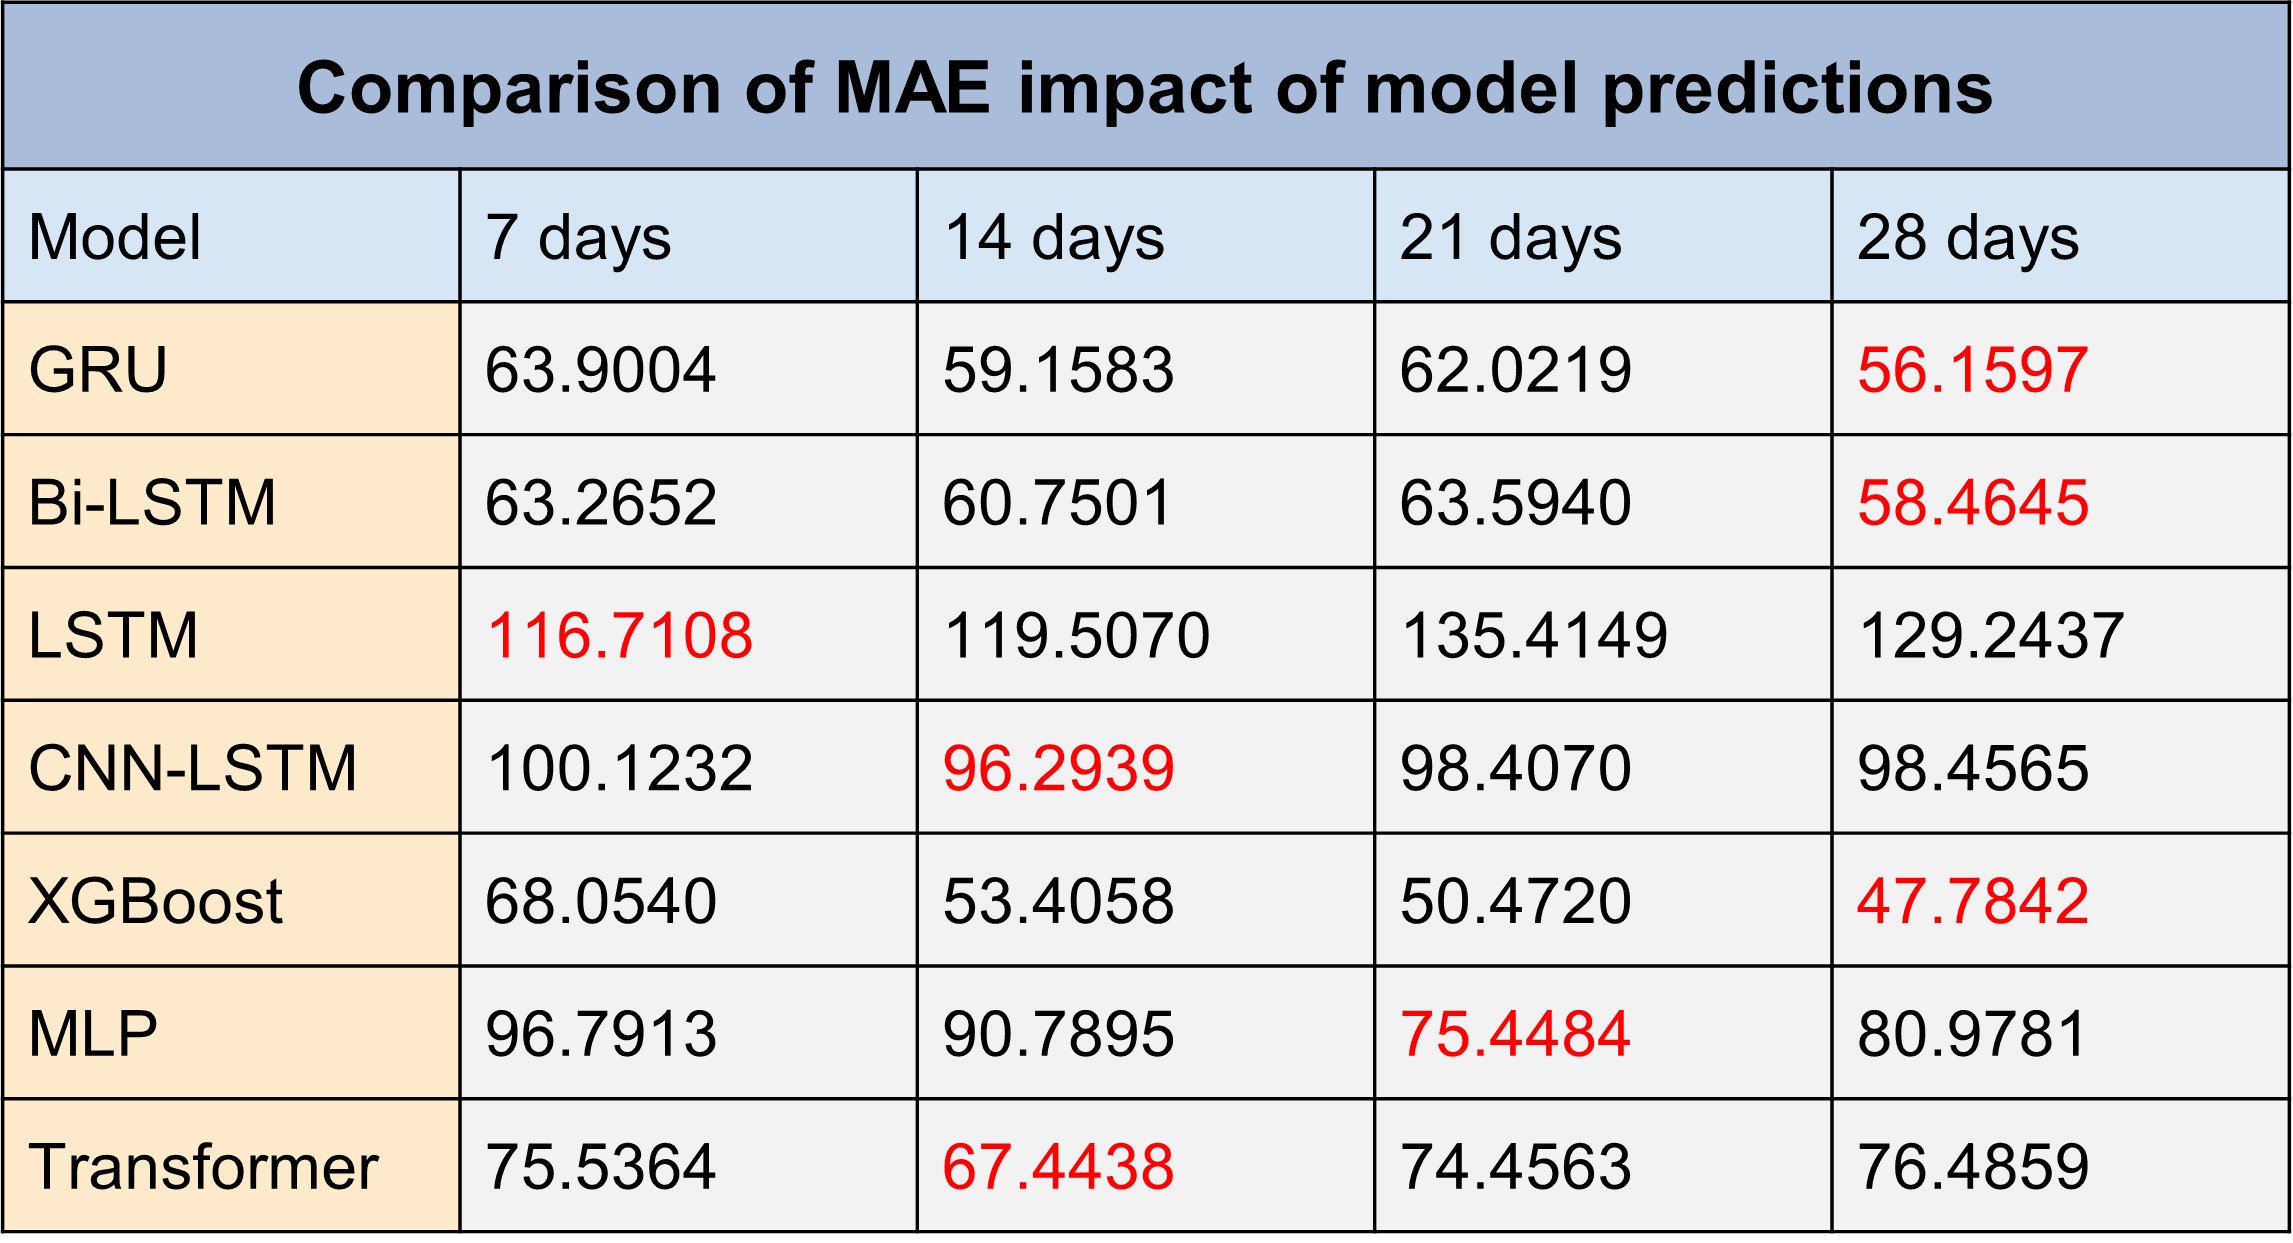 Comparison of MAE impact of model predictions
Model 7 days 14 days 21 days 28 days
GRU 63.9004 59.1583 62.0219 56.1597
Bi-LSTM 63.2652 60.7501 63.5940 58.4645
LSTM 116.7108 119.5070 135.4149 129.2437
CNN-LSTM 100.1232 96.2939 98.4070 98.4565
XGBoost 68.0540 53.4058 50.4720 47.7842
MLP 96.7913 90.7895 75.4484 80.9781
Transformer 75.5364 67.4438 74.4563 76.4859